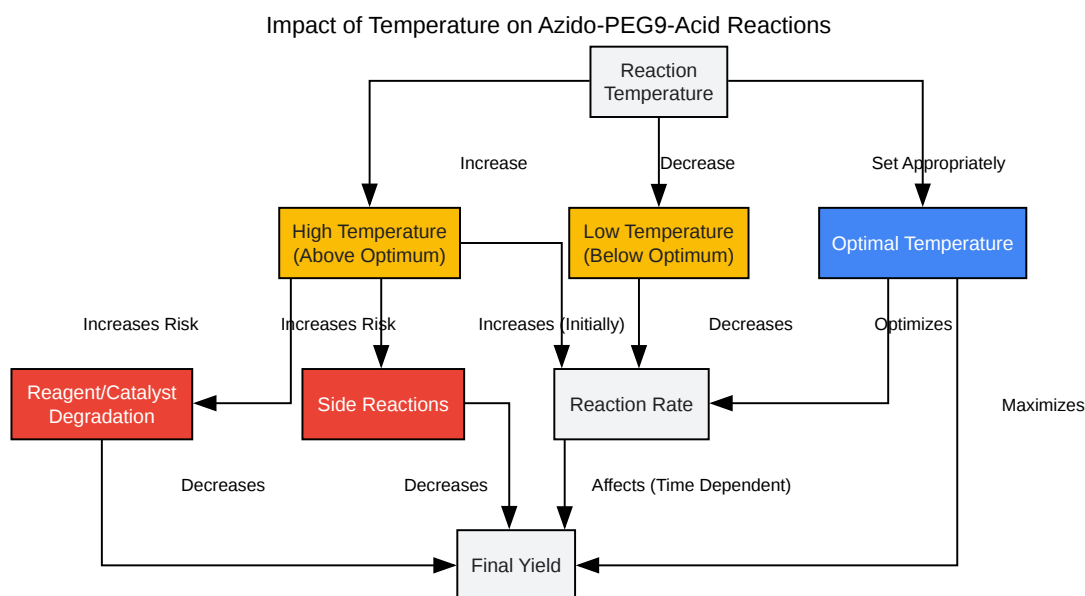 Impact of Temperature on Azido-PEG9-Acid Reactions
Reaction
Temperature
Increase
Decrease
Set Appropriately
High Temperature
(Above Optimum)
Low Temperature
(Below Optimum)
Optimal Temperature
Increases Risk
Increases Risk
Increases (Initially)
Decreases
Optimizes
Reagent/Catalyst
Degradation
Side Reactions
Reaction Rate
Maximizes
Decreases
Decreases
Affects (Time Dependent)
Final Yield